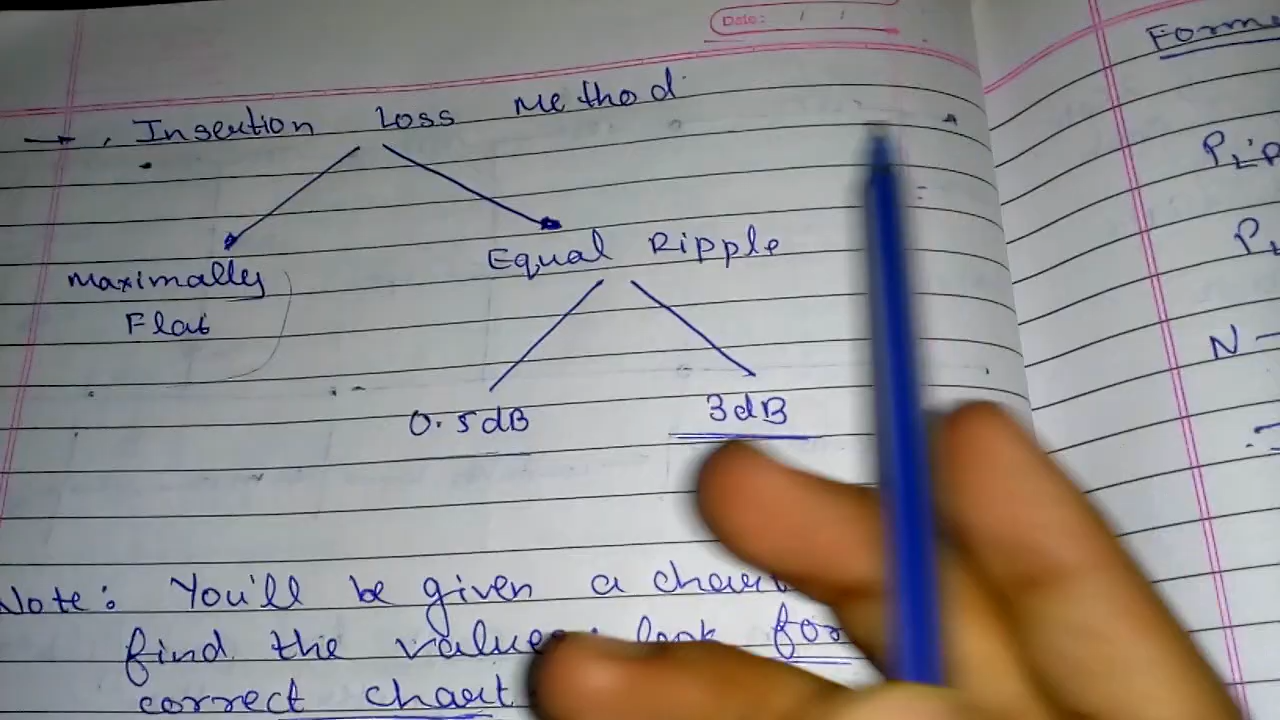 Date: / /
→ . Insertion Loss Method
Maximally
Flat
Equal Ripple
0.5dB
3dB
Note: You'll be given a chart
find the values, look for
correct chart
Form
N -